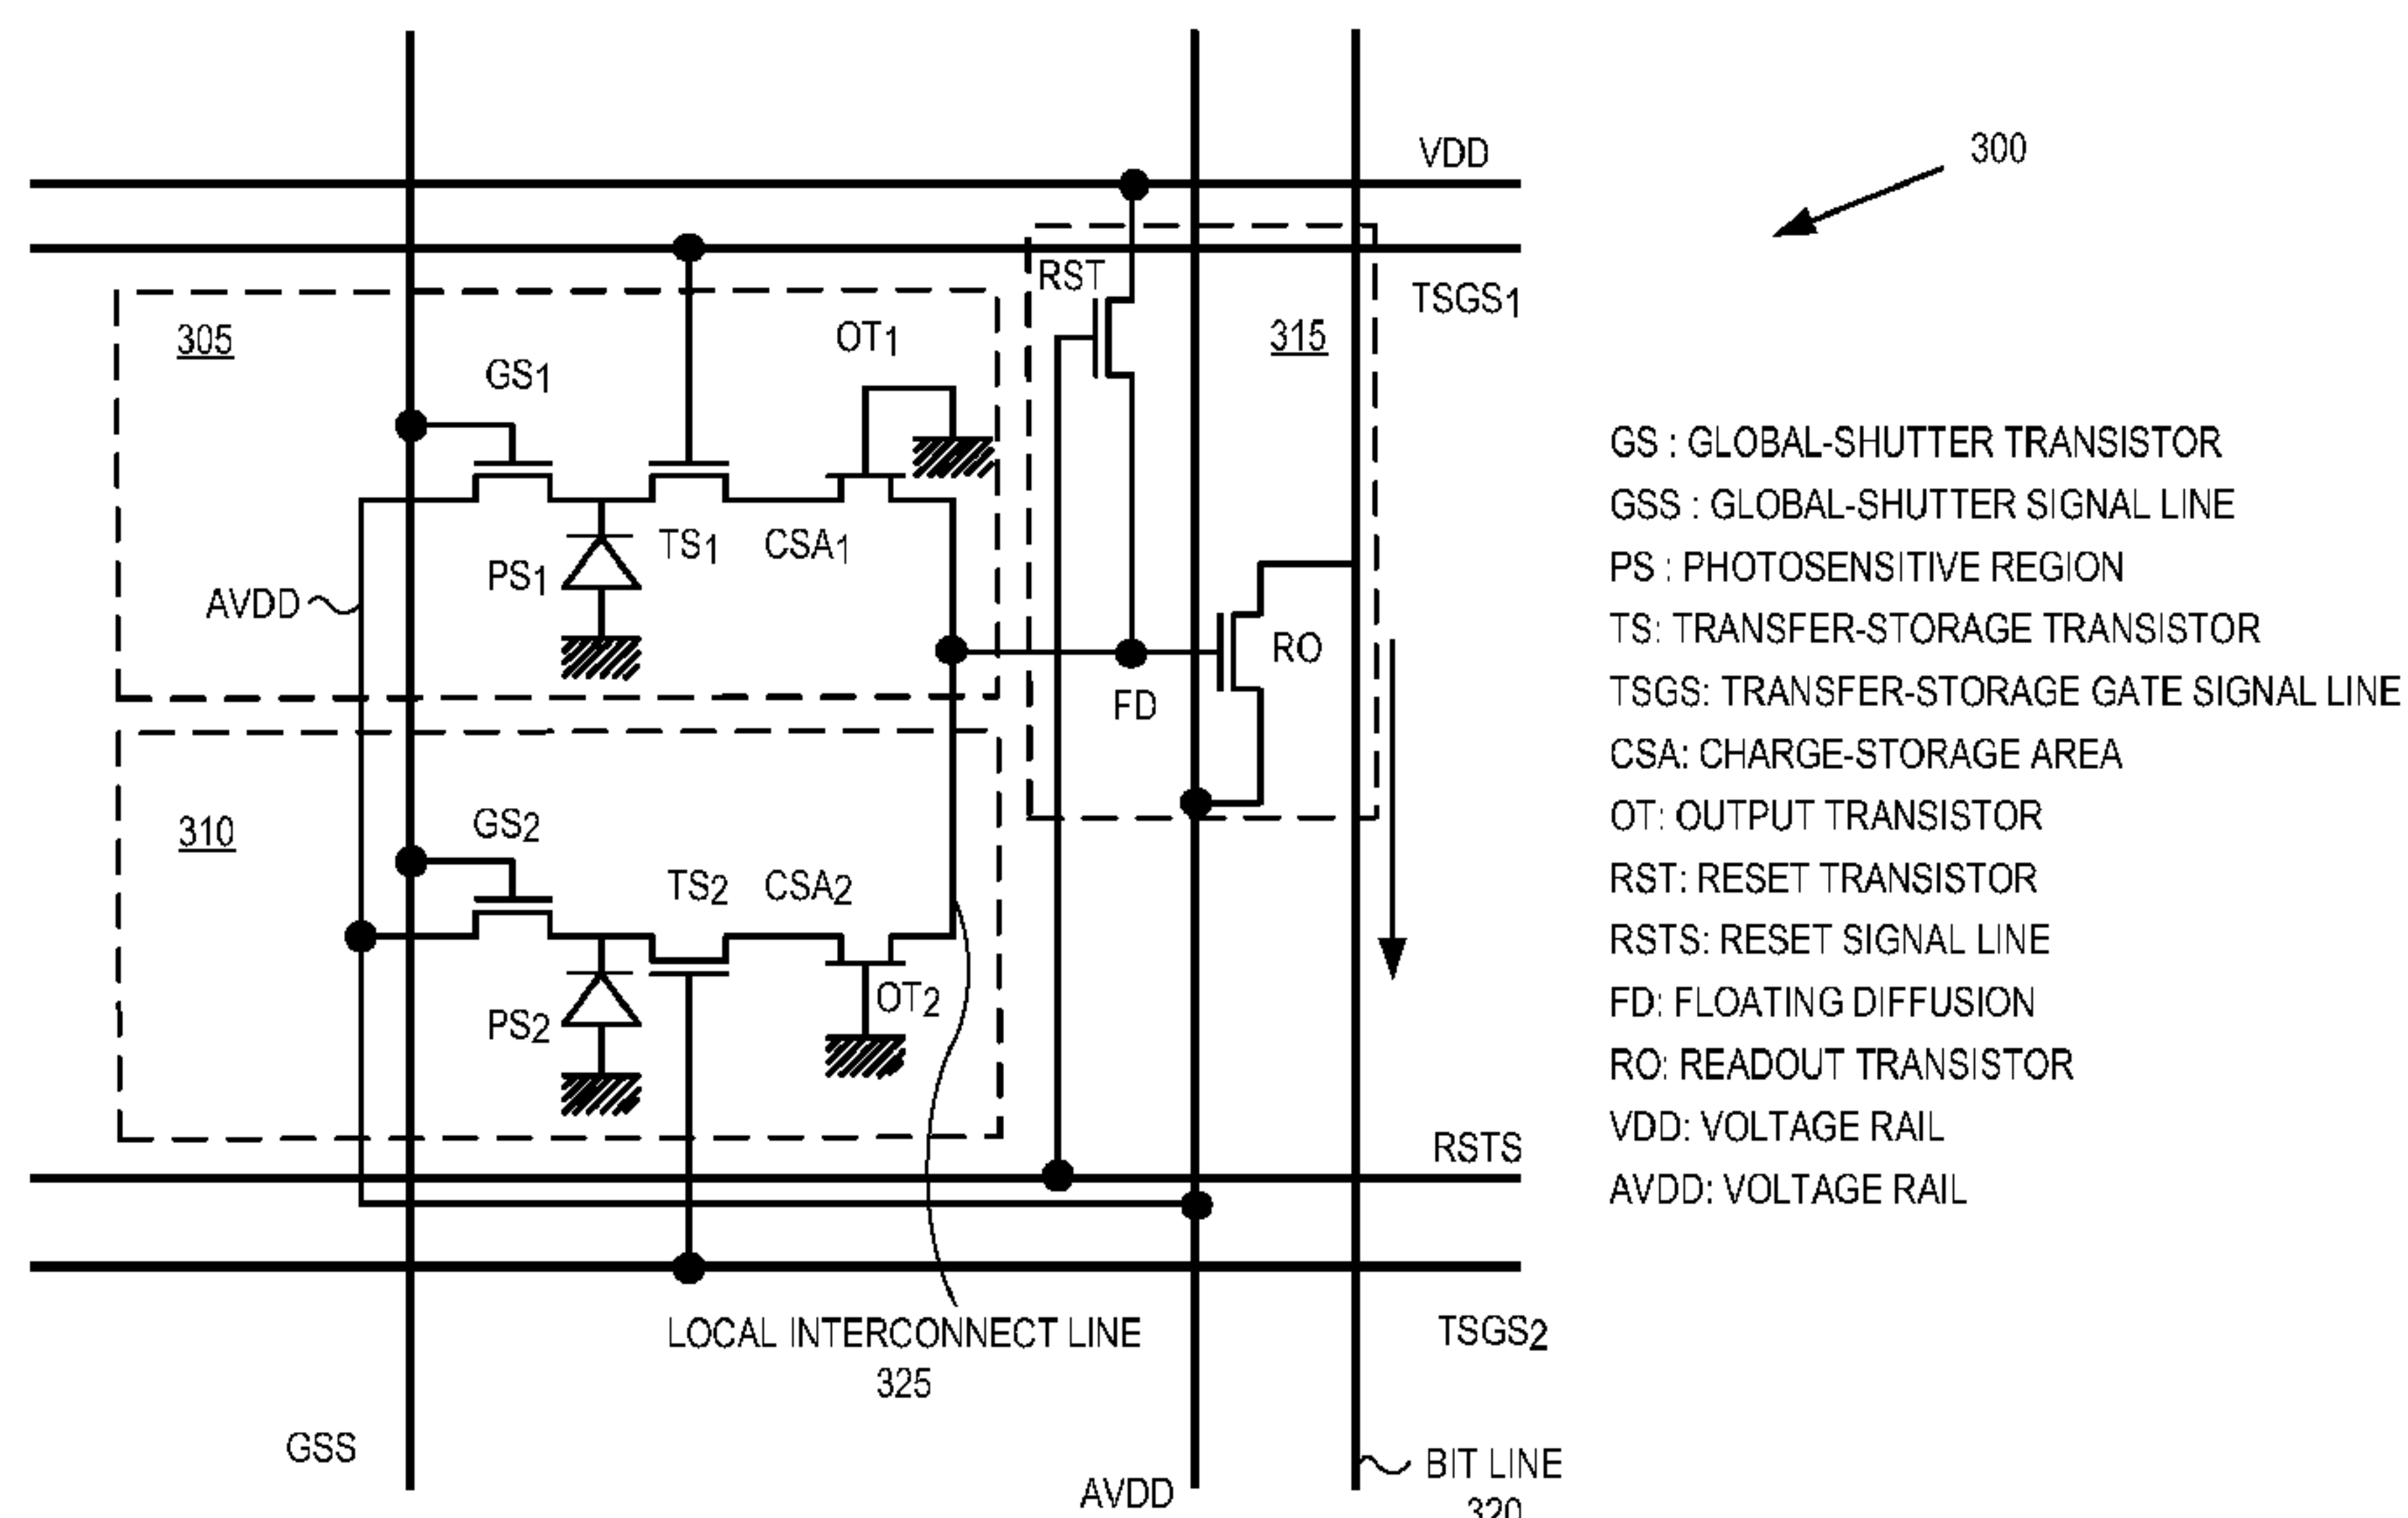 VDD
300
RST
TSGS1
305
OT1
315
GS1
GS : GLOBAL-SHUTTER TRANSISTOR
GSS : GLOBAL-SHUTTER SIGNAL LINE
PS : PHOTOSENSITIVE REGION
TS: TRANSFER-STORAGE TRANSISTOR
TSGS: TRANSFER-STORAGE GATE SIGNAL LINE
CSA: CHARGE-STORAGE AREA
OT: OUTPUT TRANSISTOR
RST: RESET TRANSISTOR
RSTS: RESET SIGNAL LINE
FD: FLOATING DIFFUSION
RO: READOUT TRANSISTOR
VDD: VOLTAGE RAIL
AVDD: VOLTAGE RAIL
TS1
CSA1
PS1
AVDD
RO
FD
310
GS2
TS2
CSA2
OT2
PS2
RSTS
LOCAL INTERCONNECT LINE
325
TSGS2
GSS
AVDD
BIT LINE
320